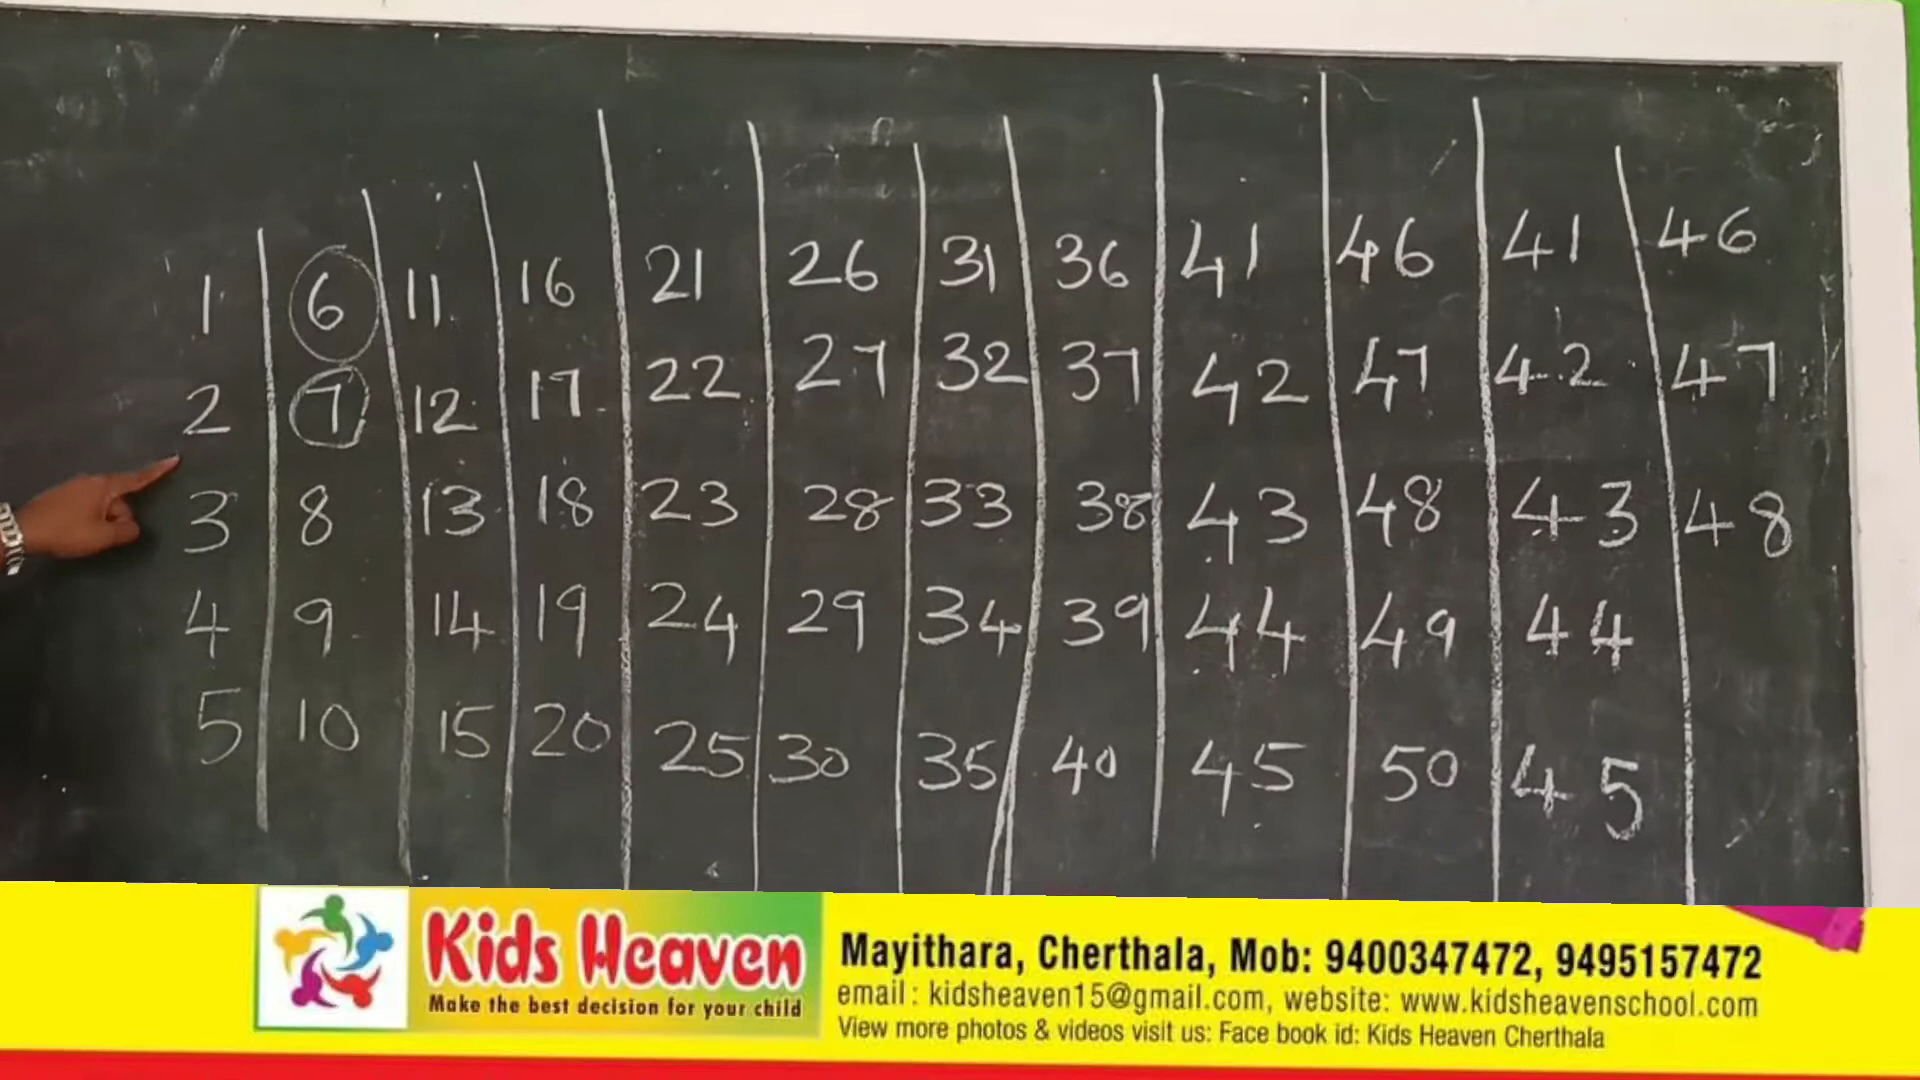 1 6 11 16 21 26 31 36 41 46 41 46
2 7 12 17 22 27 32 37 42 47 42 47
3 8 13 18 23 28 33 38 43 48 43 48
4 9 14 19 24 29 34 39 44 49 44
5 10 15 20 25 30 35 40 45 50 45
Kids Heaven
Make the best decision for your child
Mayithara, Cherthala, Mob: 9400347472, 9495157472
email : kidsheaven15@gmail.com, website: www.kidsheavenschool.com
View more photos & videos visit us: Face book id: Kids Heaven Cherthala